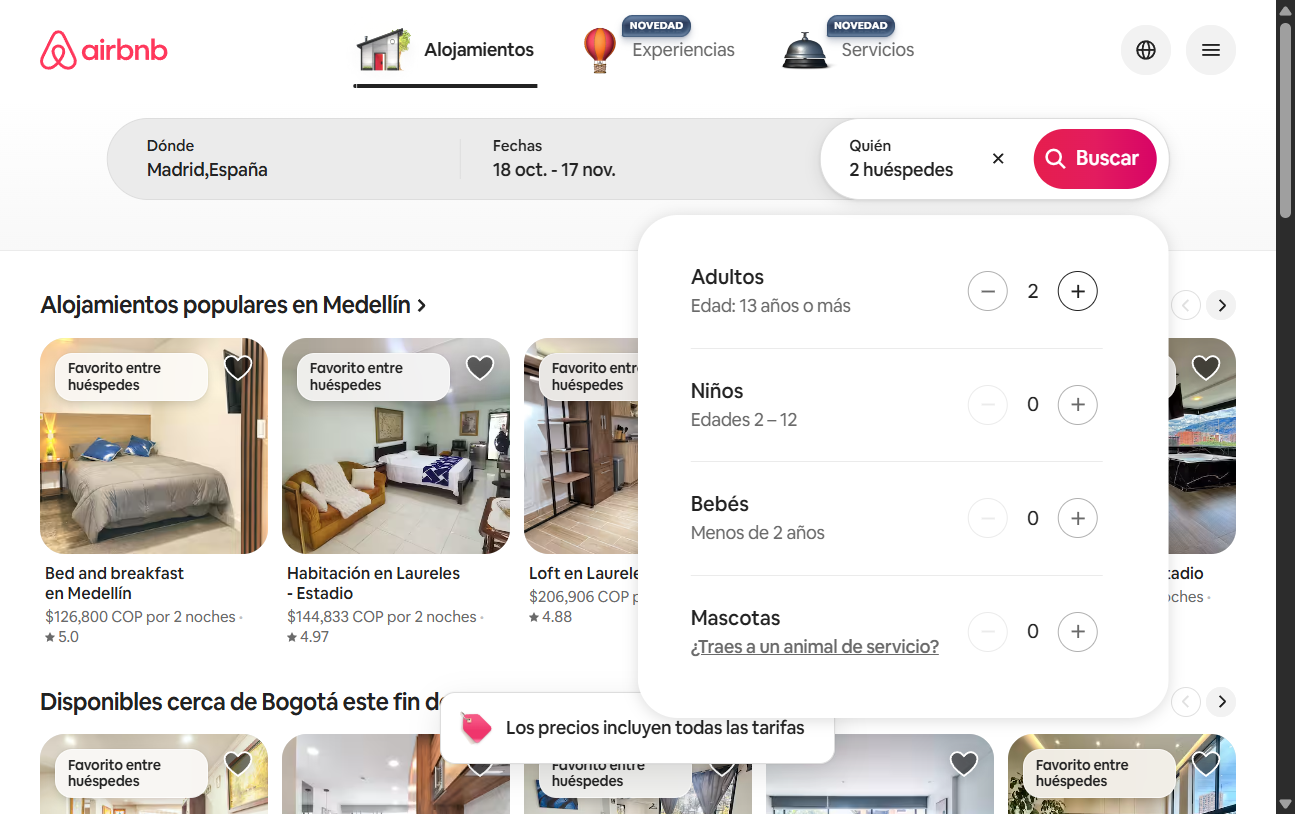 airbnb
Alojamientos
NOVEDAD
Experiencias
NOVEDAD
Servicios
Dónde
Madrid,España
Fechas
18 oct. - 17 nov.
Quién
2 huéspedes
Buscar
Adultos
Edad: 13 años o más
2
Niños
Edades 2 – 12
0
Bebés
Menos de 2 años
0
Mascotas
¿Traes a un animal de servicio?
0
Alojamientos populares en Medellín
Favorito entre
huéspedes
Favorito entre
huéspedes
Favorito entr
huéspedes
Bed and breakfast
en Medellín
$126,800 COP por 2 noches ·
5.0
Habitación en Laureles
- Estadio
$144,833 COP por 2 noches ·
4.97
Loft en Laurele
$206,906 COP p
4.88
tadio
oches ·
Disponibles cerca de Bogotá este fin de
Los precios incluyen todas las tarifas
Favorito entre
huéspedes
Favorito entre
huéspedes
Favorito entre
huéspedes